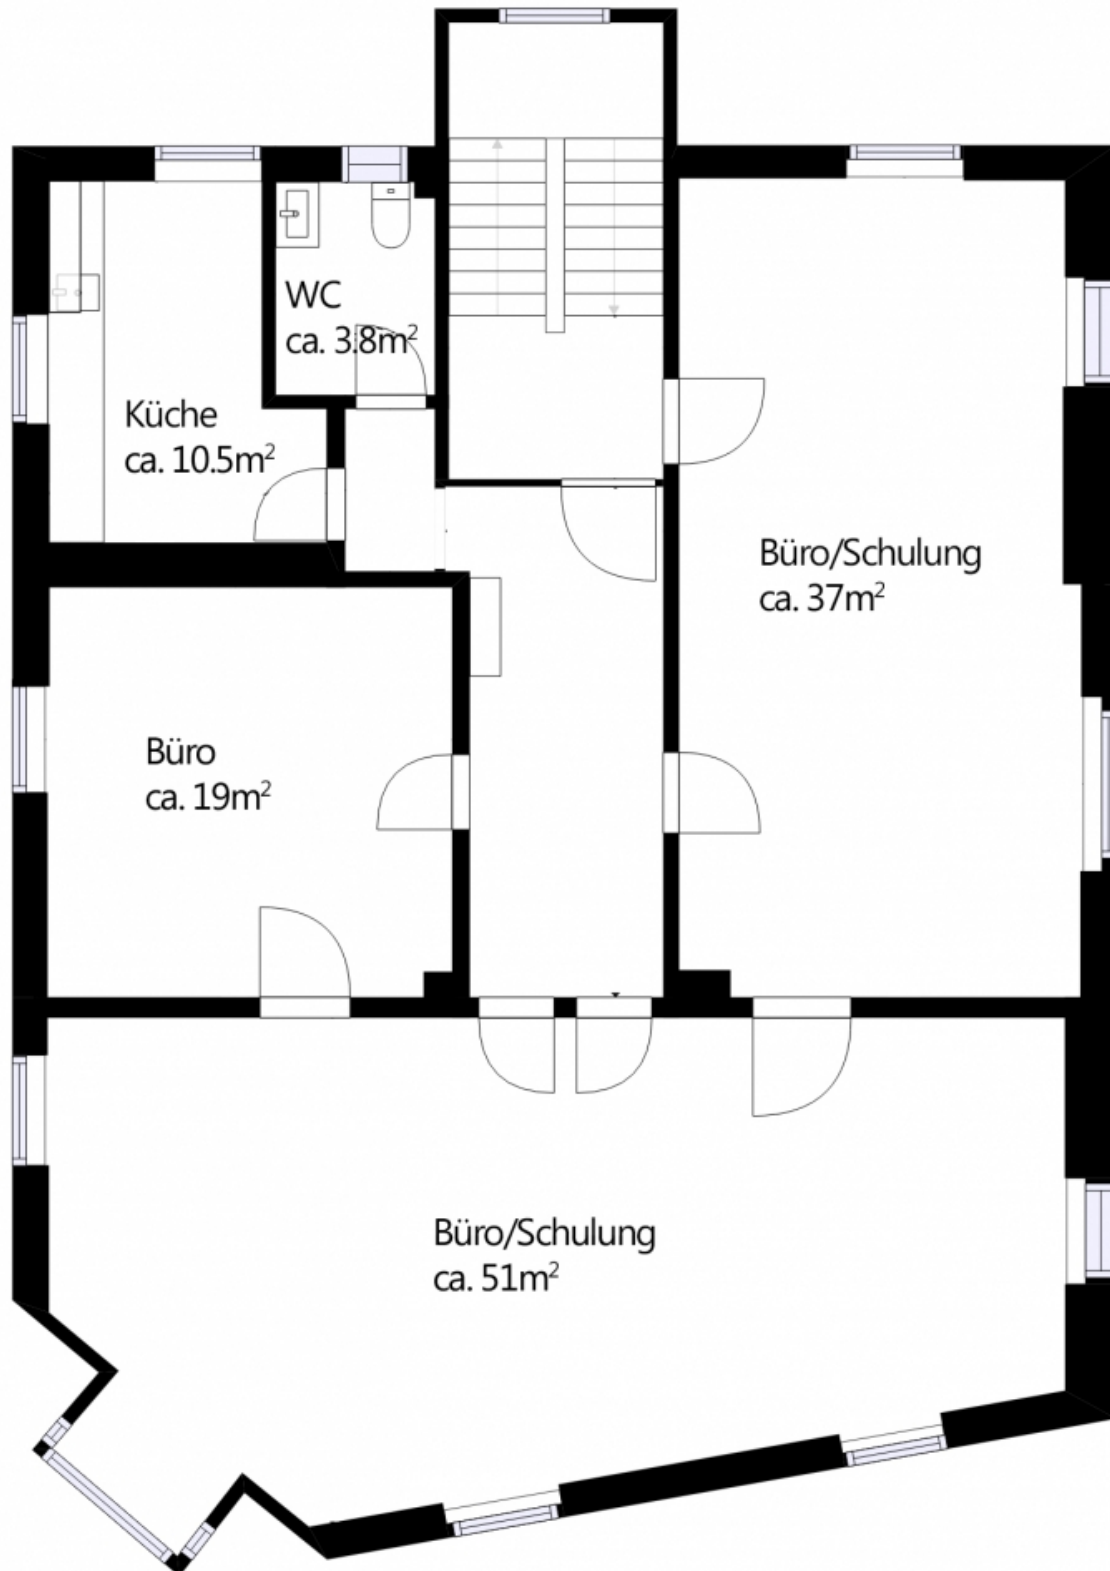 WC
ca. 3.8m²
Küche
ca. 10.5m²
Büro/Schulung
ca. 37m²
Büro
ca. 19m²
Büro/Schulung
ca. 51m²